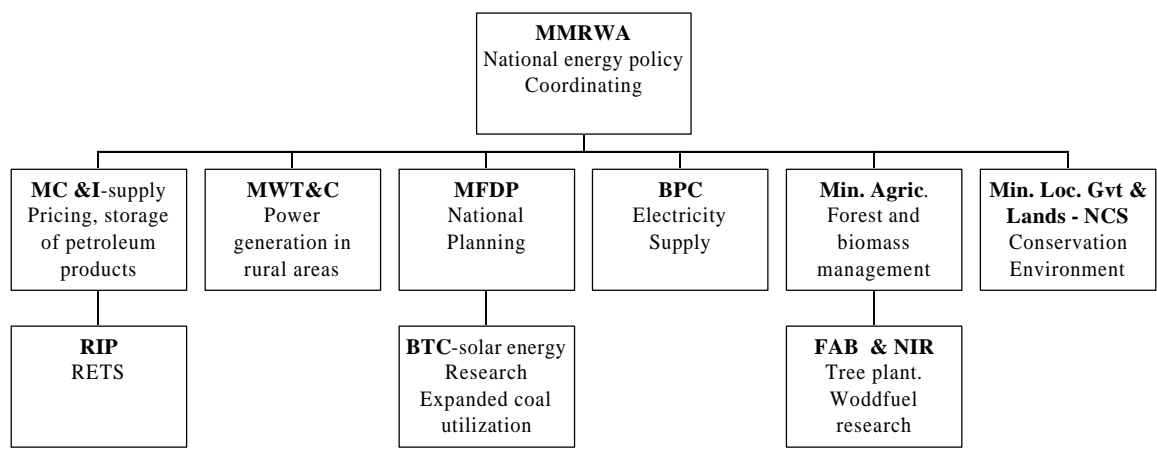 MMRWA
National energy policy
Coordinating
MC &I-supply
Pricing, storage
of petroleum
products
MWT&C
Power
generation in
rural areas
MFDP
National
Planning
BPC
Electricity
Supply
Min. Agric.
Forest and
biomass
management
Min. Loc. Gvt &
Lands - NCS
Conservation
Environment
RIP
RETS
BTC-solar energy
Research
Expanded coal
utilization
FAB & NIR
Tree plant.
Woddfuel
research